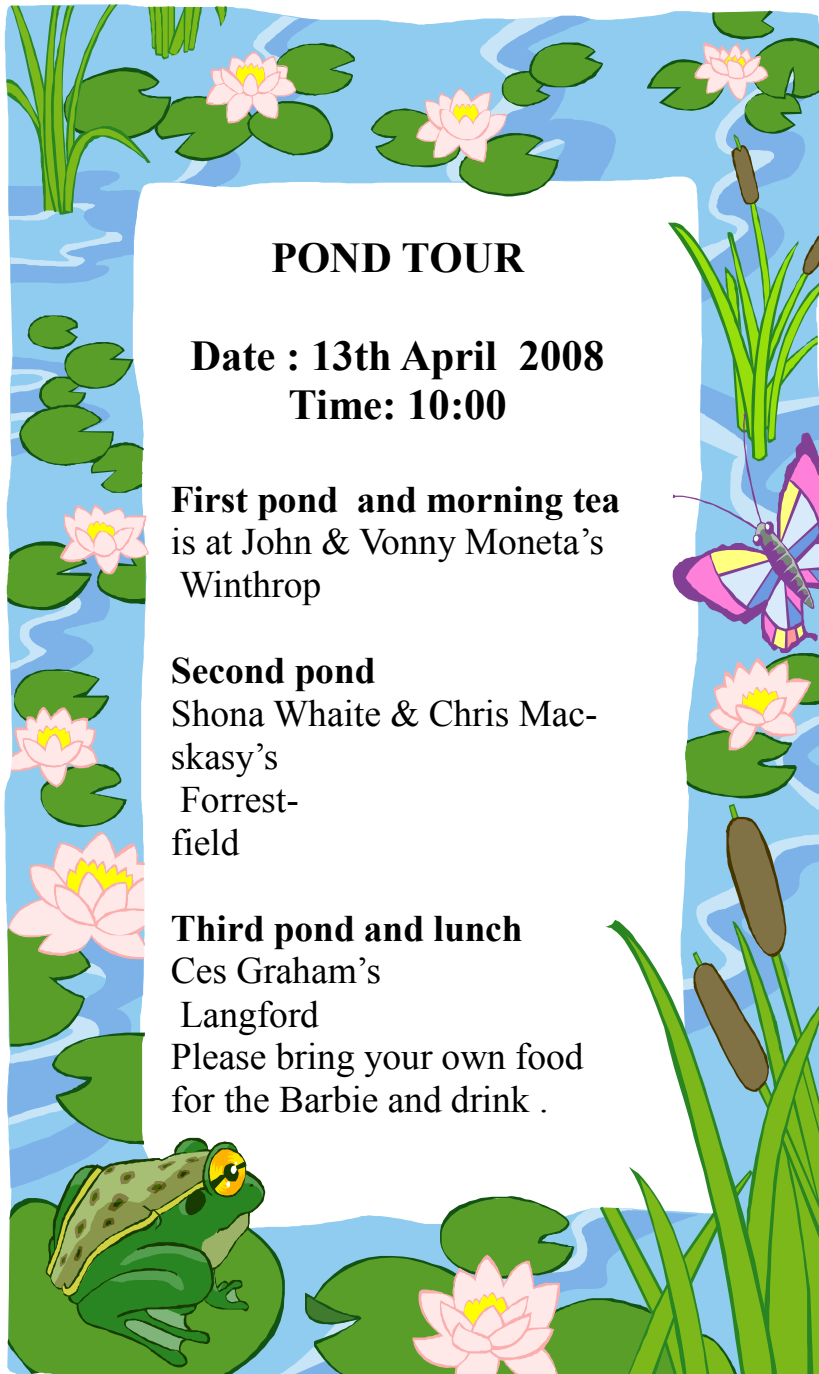 POND TOUR
Date : 13th April  2008
Time: 10:00
First pond  and morning tea
is at John & Vonny Moneta’s
Winthrop
Second pond
Shona Whaite & Chris Mac-
skasy’s
Forrest-
field
Third pond and lunch
Ces Graham’s
Langford
Please bring your own food
for the Barbie and drink .